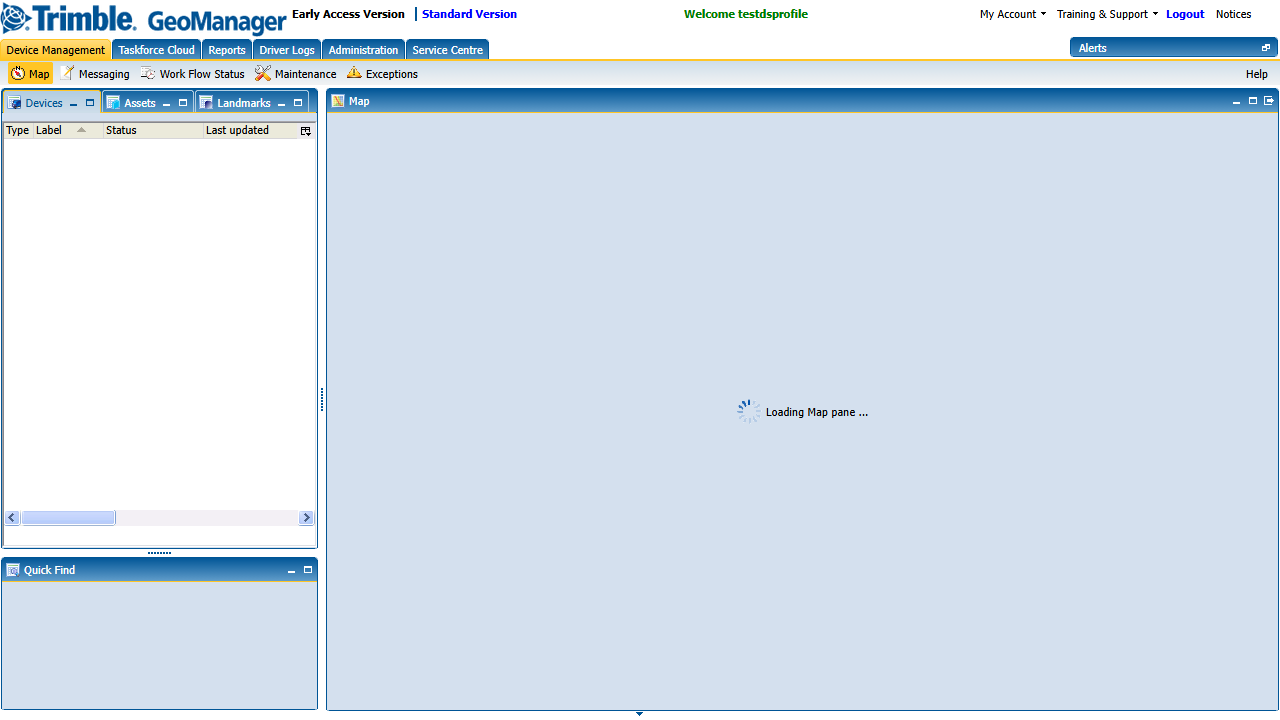 Trimble. GeoManager Early Access Version | Standard Version Welcome testdsprofile My Account Training & Support Logout Notices
Device Management Taskforce Cloud Reports Driver Logs Administration Service Centre Alerts
Map Messaging Work Flow Status Maintenance Exceptions Help
Devices Assets Landmarks Map
Type Label Status Last updated
Loading Map pane ...
Quick Find